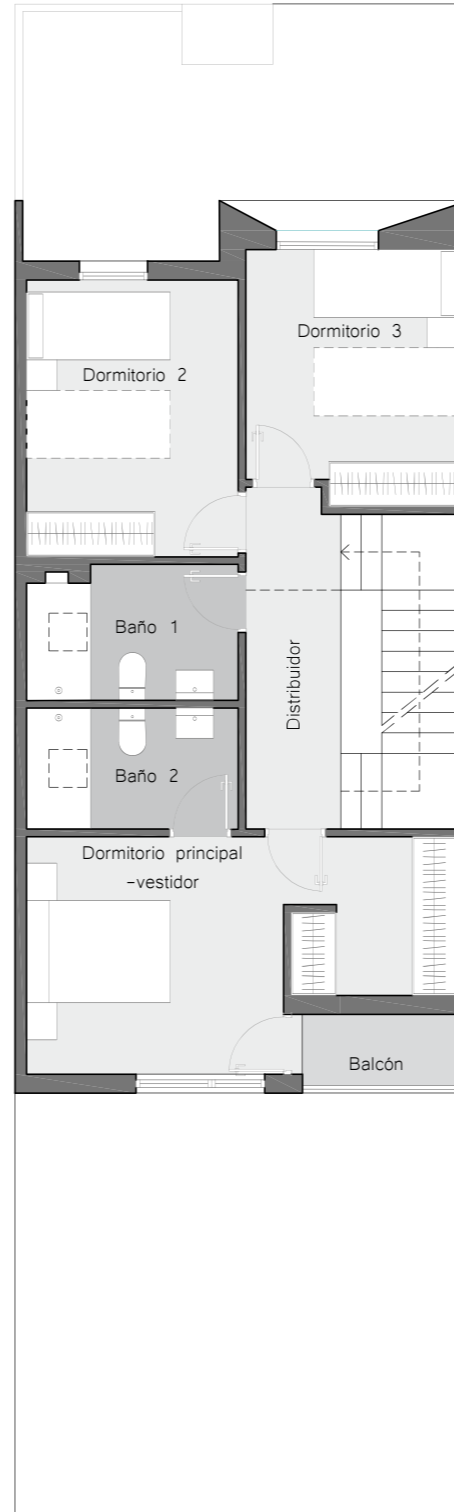 Dormitorio 3
Dormitorio 2
Baño 1
Distribuidor
Baño 2
Dormitorio principal
-vestidor
Balcón